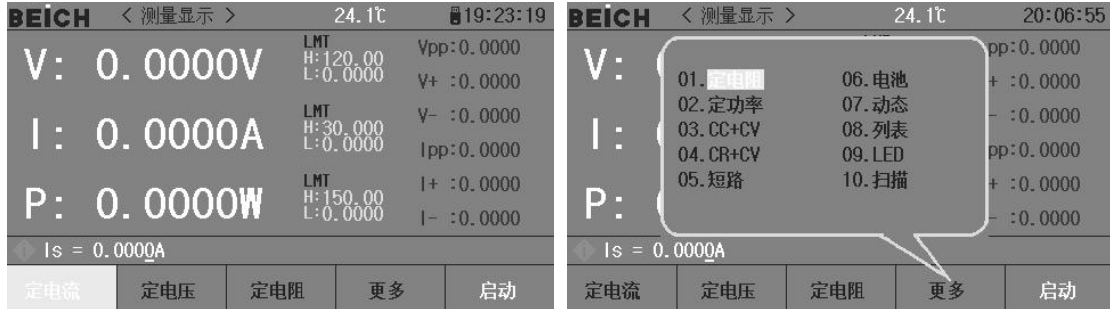 BEICH < 测量显示 > 24.1℃ 19:23:19
V: 0.0000V LMT H:120.00 L:0.0000
I: 0.0000A LMT H:30.000 L:0.0000
P: 0.0000W LMT H:150.00 L:0.0000
Vpp:0.0000
V+ :0.0000
V- :0.0000
Ipp:0.0000
I+ :0.0000
I- :0.0000
Is = 0.0000A
定电流 定电压 定电阻 更多 启动
BEICH < 测量显示 > 24.1℃ 20:06:55
V:
I:
P:
pp:0.0000
+ :0.0000
- :0.0000
pp:0.0000
+ :0.0000
- :0.0000
01.定电阻
02.定功率
03.CC+CV
04.CR+CV
05.短路
06.电池
07.动态
08.列表
09.LED
10.扫描
Is = 0.0000A
定电流 定电压 定电阻 更多 启动